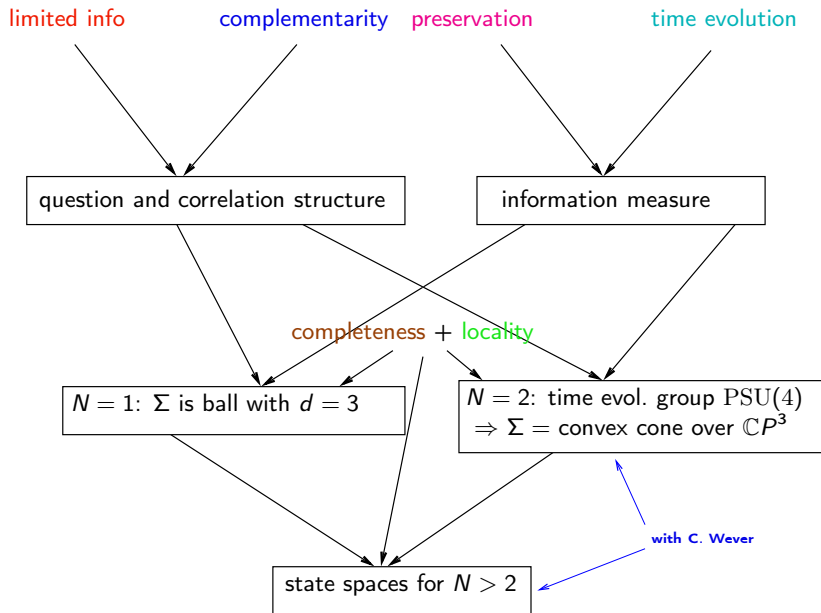 limited info complementarity preservation time evolution
question and correlation structure
information measure
completeness + locality
N = 1: Σ is ball with d = 3
N = 2: time evol. group PSU(4)
⇒ Σ = convex cone over ℂP³
with C. Wever
state spaces for N > 2